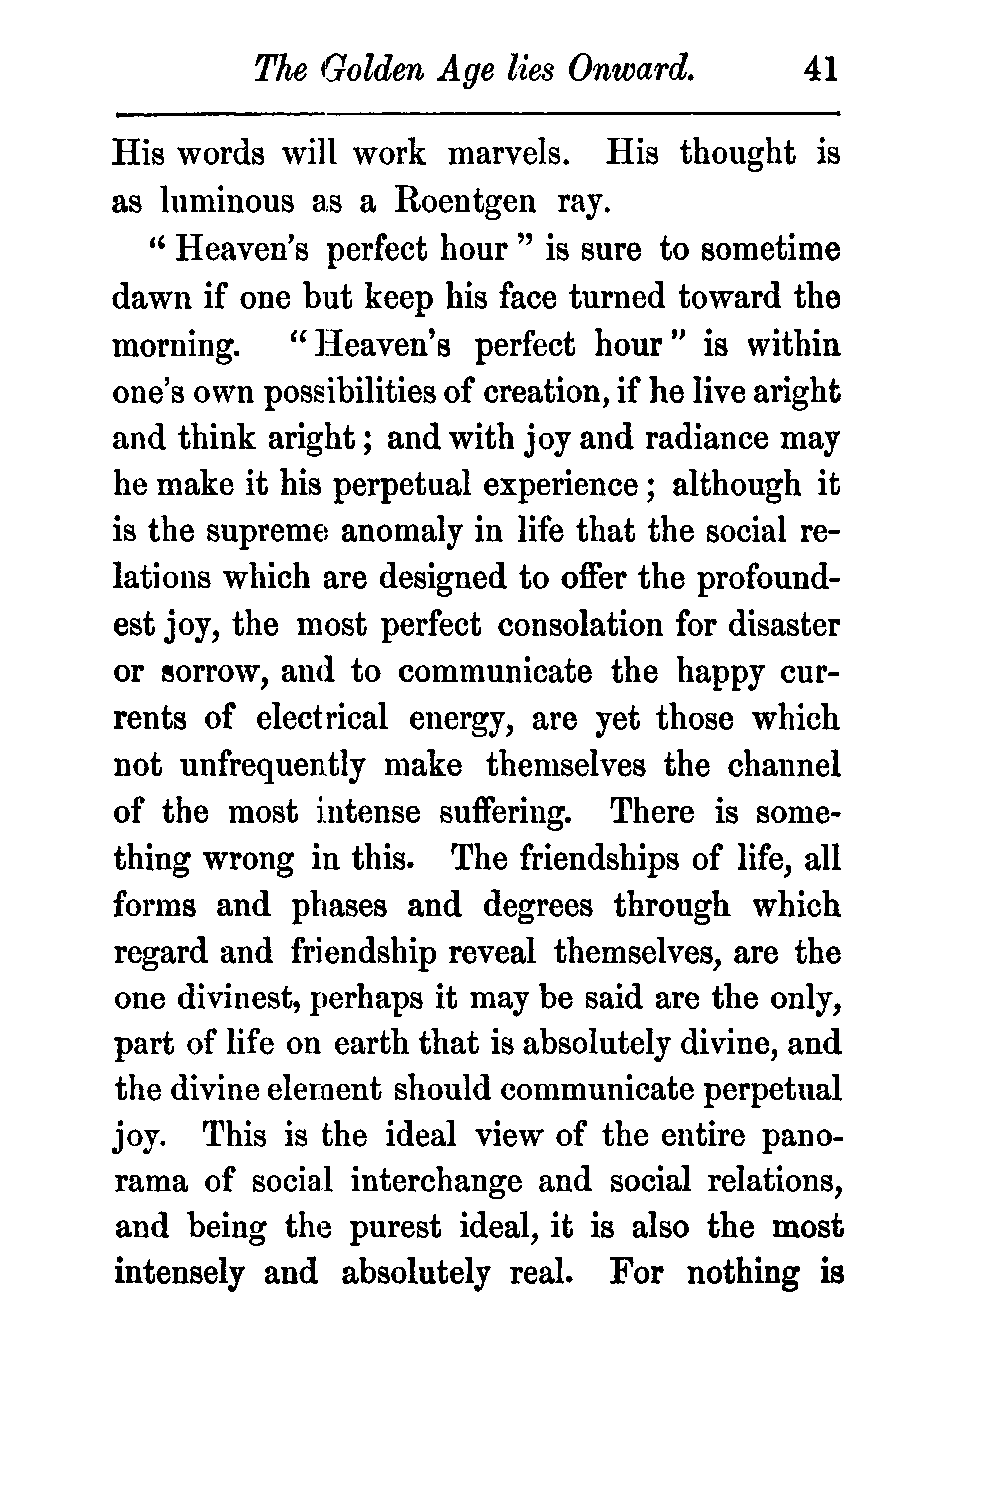 The Golden Age lies Onward. 41
His words will work marvels. His thought is
as luminous as a Roentgen ray.
" Heaven's perfect hour " is sure to sometime
dawn if one but keep his face turned toward the
morning. "Heaven's perfect hour" is within
one's own possibilities of creation, if he live aright
and think aright; and with joy and radiance may
he make it his perpetual experience; although it
is the supreme anomaly in life that the social re-
lations which are designed to offer the profound-
est joy, the most perfect consolation for disaster
or sorrow, and to communicate the happy cur-
rents of electrical energy, are yet those which
not unfrequently make themselves the channel
of the most intense suffering. There is some-
thing wrong in this. The friendships of life, all
forms and phases and degrees through which
regard and friendship reveal themselves, are the
one divinest, perhaps it may be said are the only,
part of life on earth that is absolutely divine, and
the divine element should communicate perpetual
joy. This is the ideal view of the entire pano-
rama of social interchange and social relations,
and being the purest ideal, it is also the most
intensely and absolutely real. For nothing is